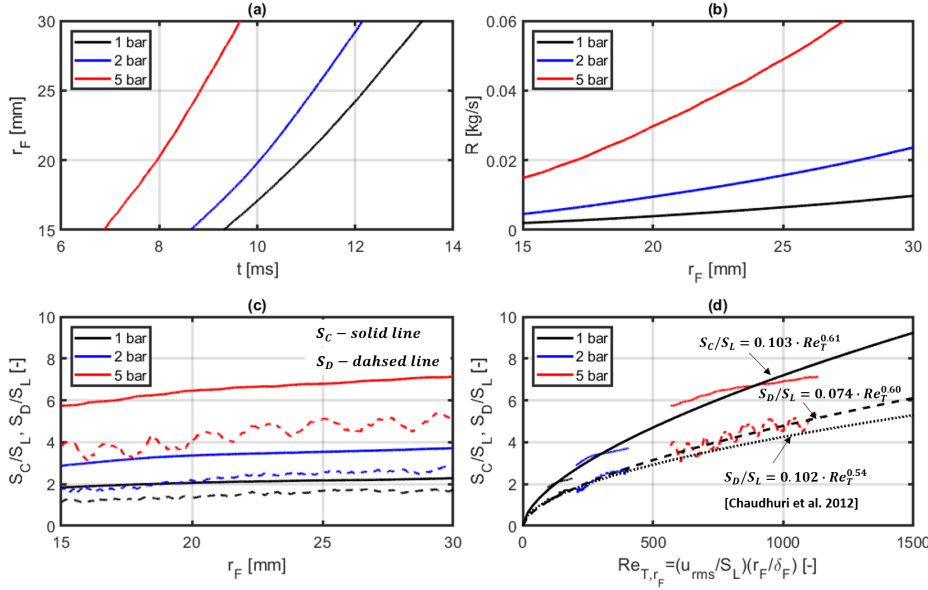 (a)
30
25
20
15
r_F [mm]
1 bar
2 bar
5 bar
6 8 10 12 14
t [ms]
(b)
0.06
0.04
0.02
0
R [kg/s]
1 bar
2 bar
5 bar
15 20 25 30
r_F [mm]
(c)
10
8
6
4
2
0
S_C/S_L, S_D/S_L [-]
1 bar
2 bar
5 bar
S_C − solid line
S_D − dahsed line
15 20 25 30
r_F [mm]
(d)
10
8
6
4
2
0
S_C/S_L, S_D/S_L [-]
1 bar
2 bar
5 bar
S_C/S_L = 0.103 · Re_T^0.61
S_D/S_L = 0.074 · Re_T^0.60
S_D/S_L = 0.102 · Re_T^0.54
[Chaudhuri et al. 2012]
0 500 1000 1500
Re_T,r_F=(u_rms/S_L)(r_F/δ_F) [-]